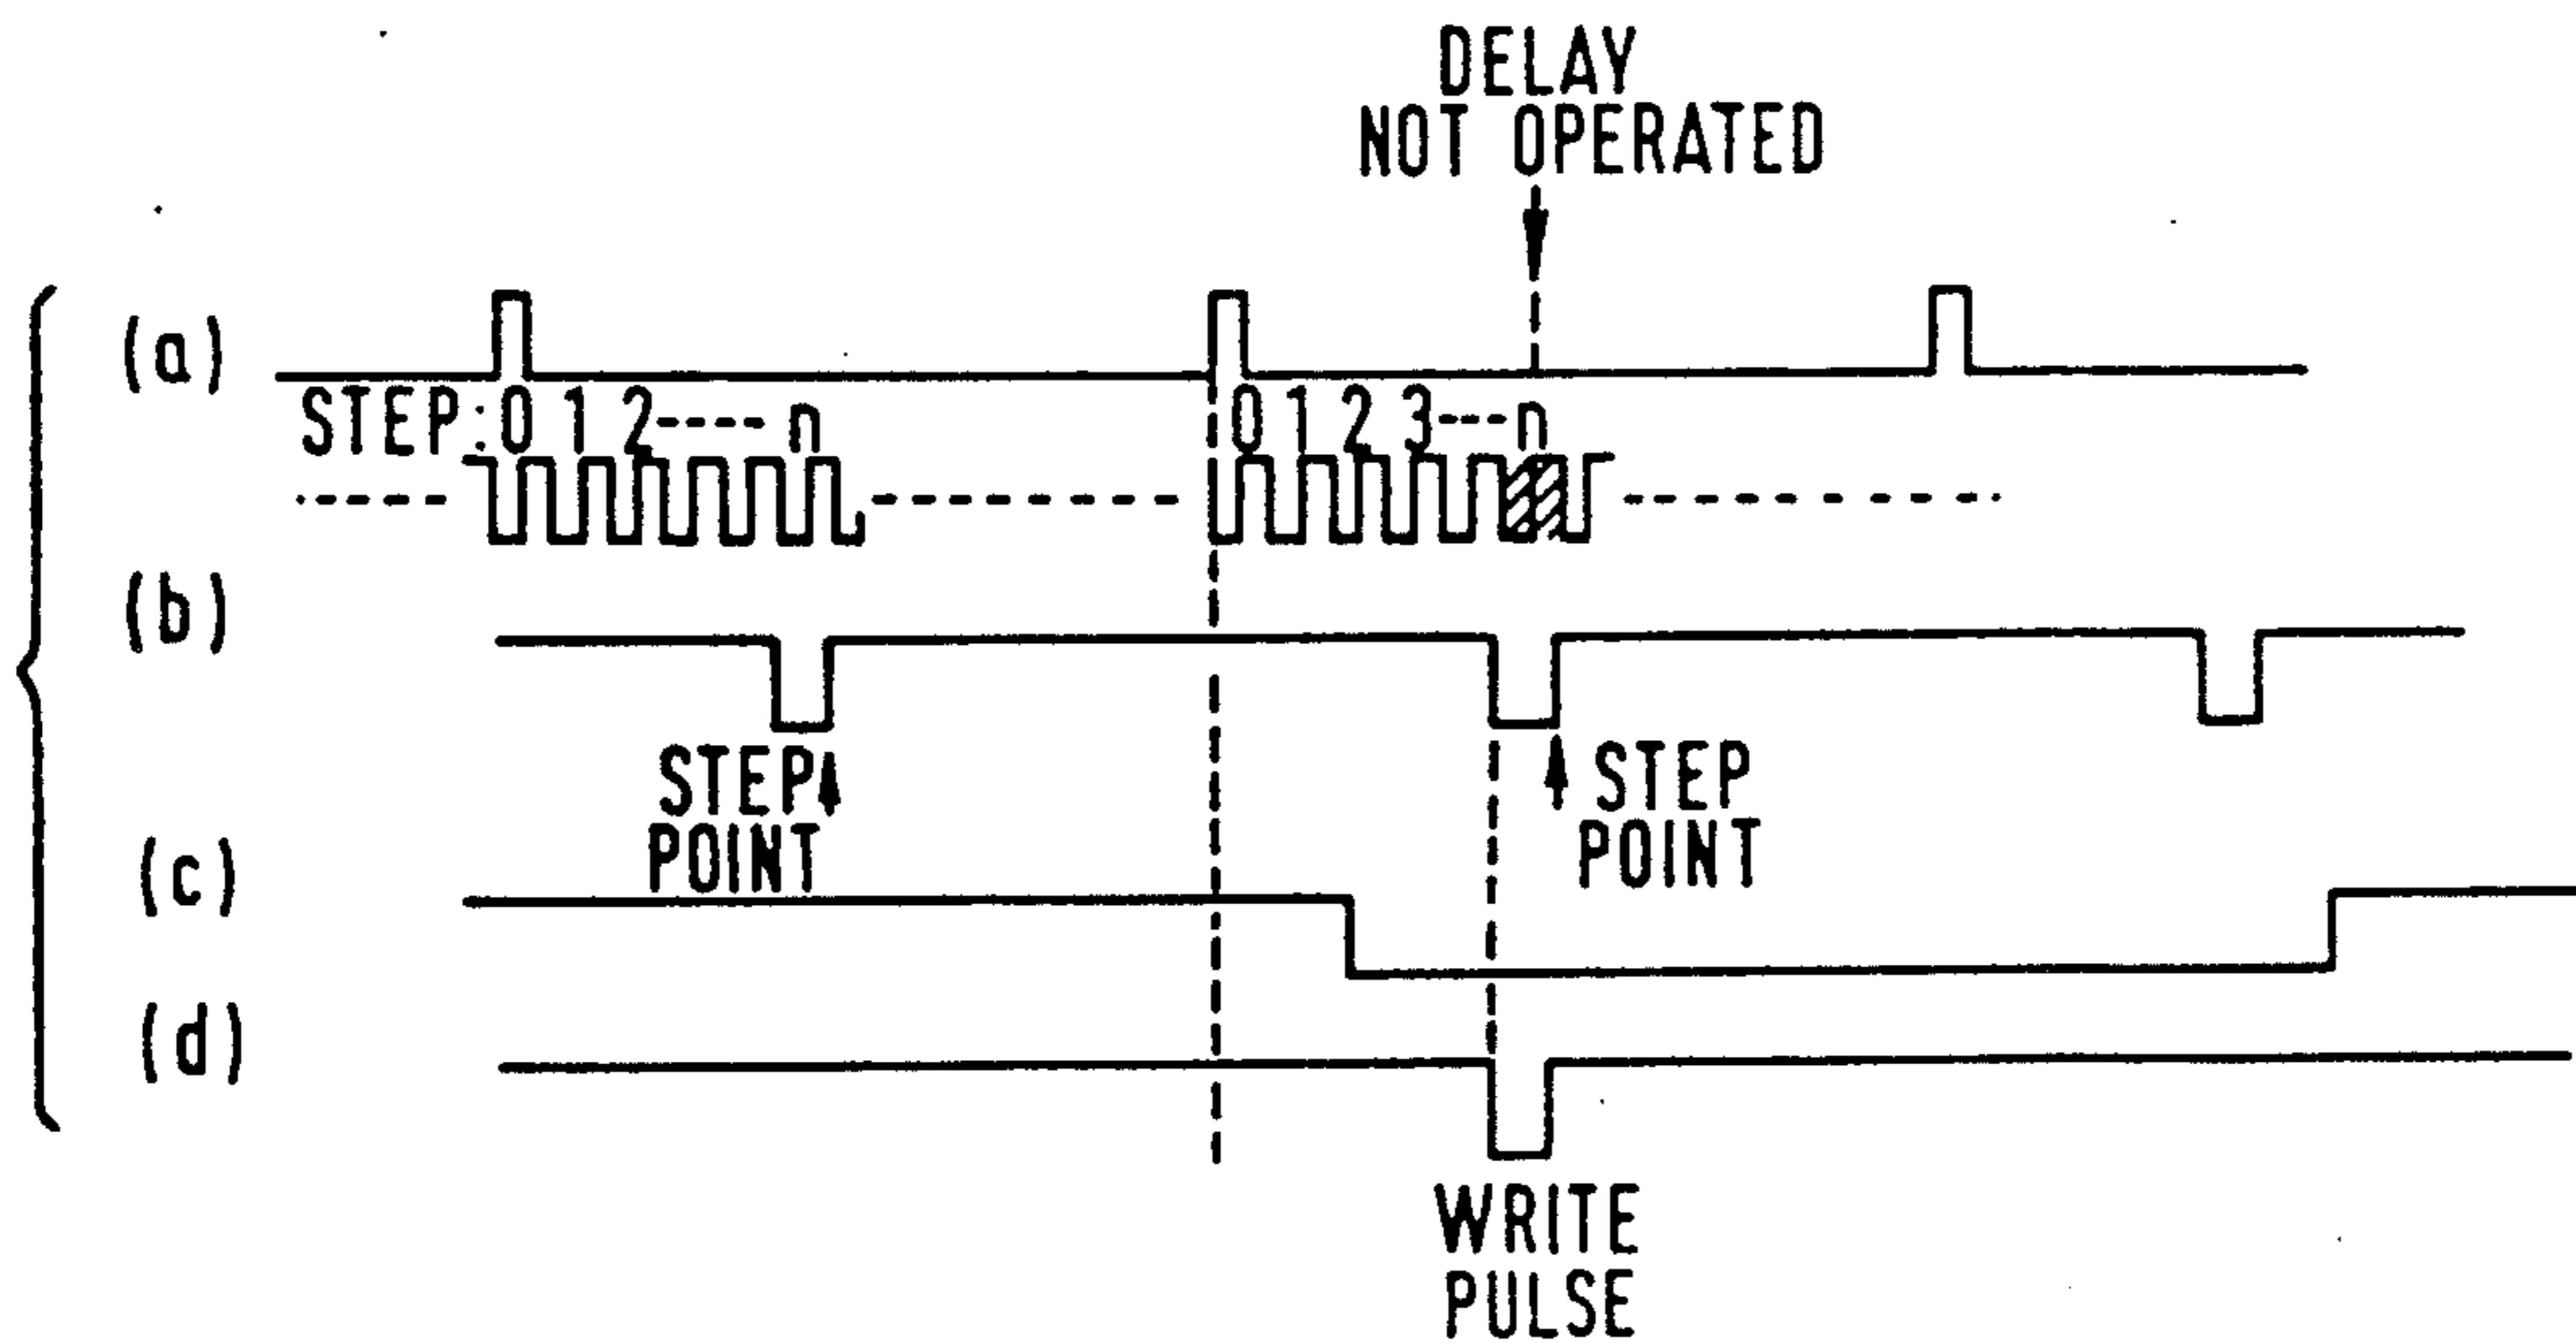 DELAY
NOT OPERATED
(a)
STEP:0 1 2---- n
0 1 2 3---n
(b)
STEP
POINT
STEP
POINT
(c)
(d)
WRITE
PULSE